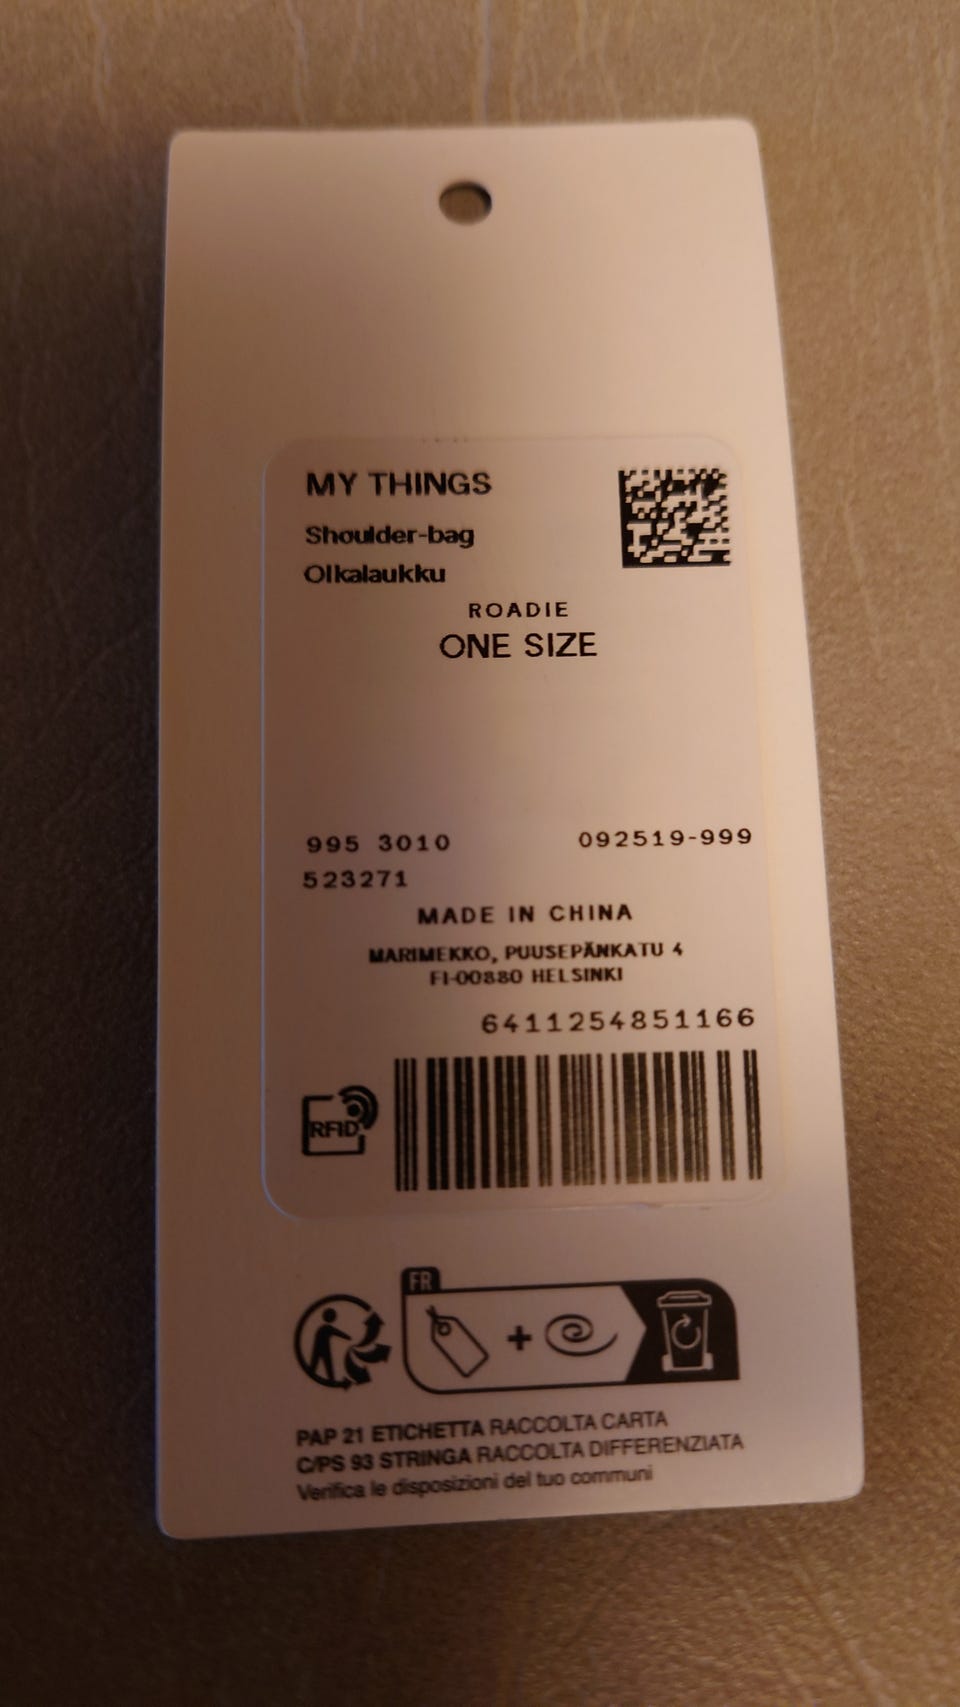 MY THINGS
Shoulder-bag
Olkalaukku
ROADIE
ONE SIZE
995 3010 092519-999
523271
MADE IN CHINA
MARIMEKKO, PUUSEPÄNKATU 4
FI-00880 HELSINKI
6411254851166
RFID
FR
PAP 21 ETICHETTA RACCOLTA CARTA
C/PS 93 STRINGA RACCOLTA DIFFERENZIATA
Verifica le disposizioni del tuo communi